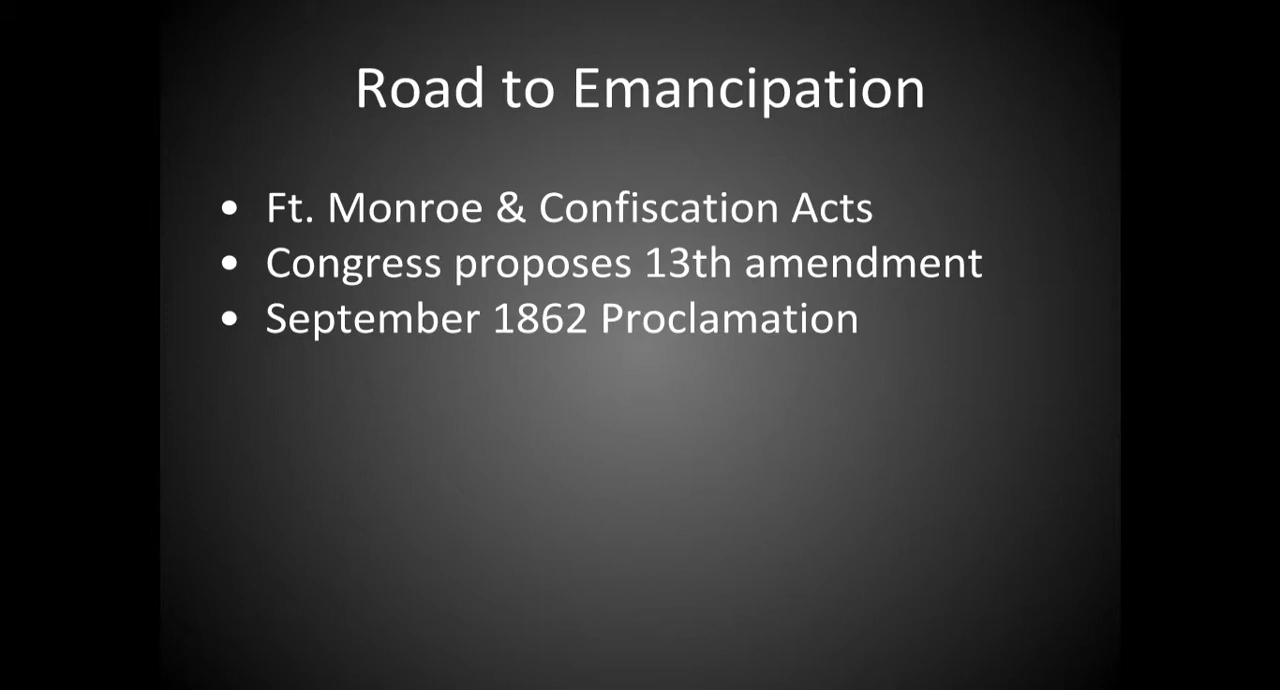 Road to Emancipation
• Ft. Monroe & Confiscation Acts
• Congress proposes 13th amendment
• September 1862 Proclamation